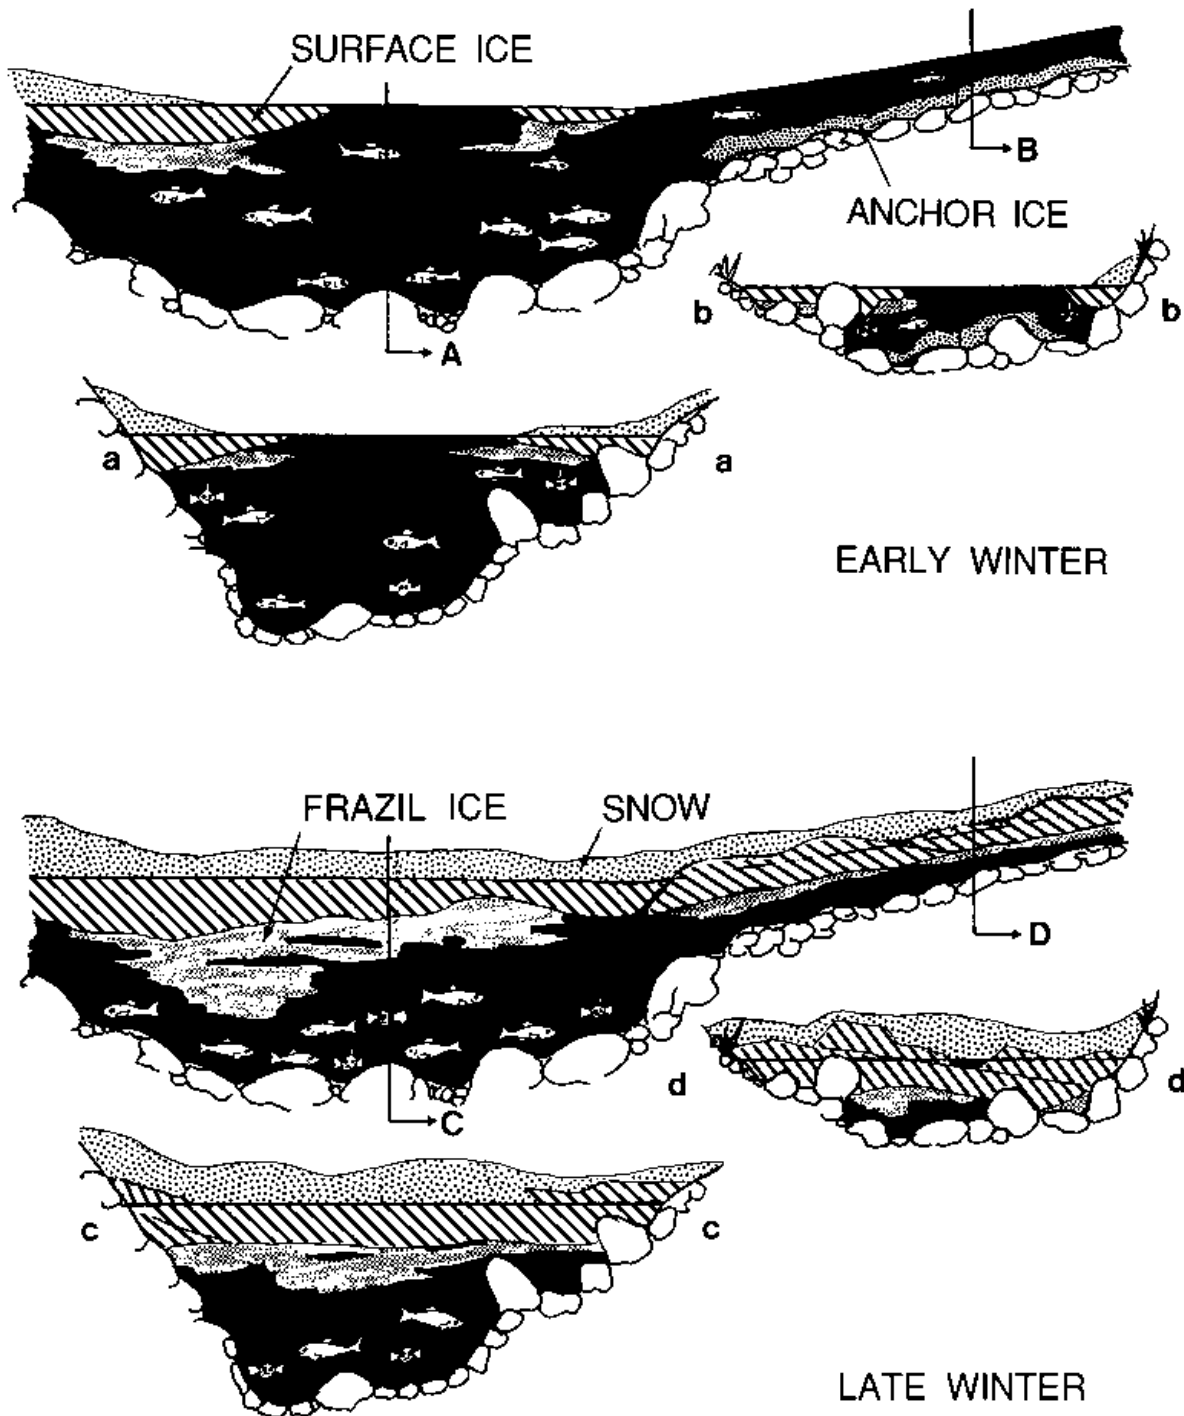 SURFACE ICE
B
ANCHOR ICE
b
b
A
a
a
EARLY WINTER
FRAZIL ICE
SNOW
D
d
d
C
c
c
LATE WINTER